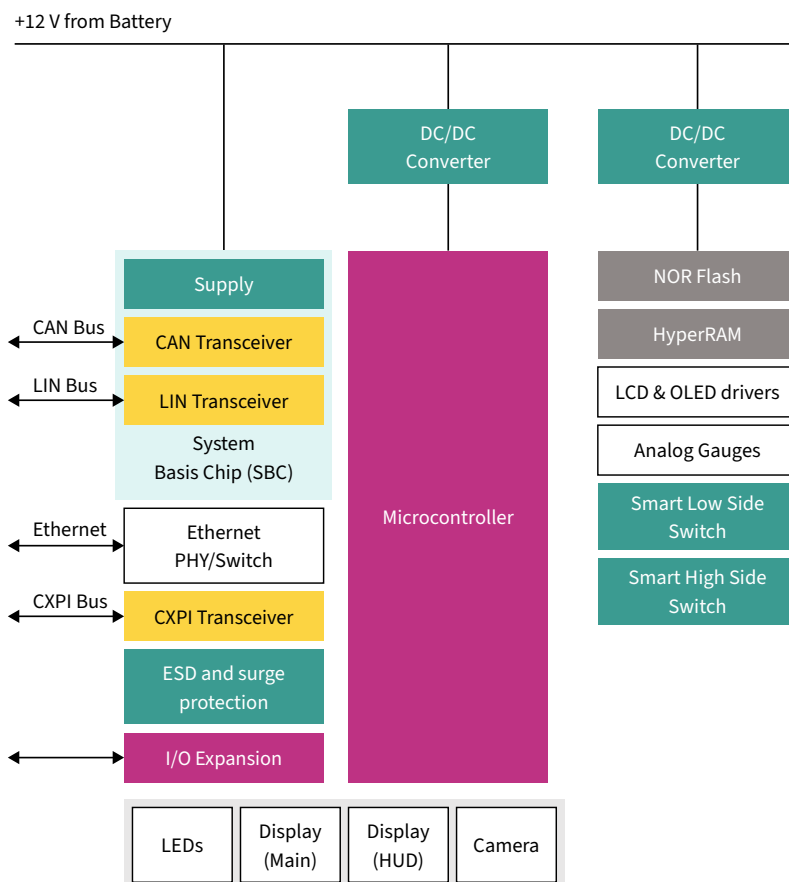 +12 V from Battery
DC/DC
Converter
DC/DC
Converter
Supply
CAN Bus
CAN Transceiver
LIN Bus
LIN Transceiver
System
Basis Chip (SBC)
Ethernet
Ethernet
PHY/Switch
CXPI Bus
CXPI Transceiver
ESD and surge
protection
I/O Expansion
Microcontroller
NOR Flash
HyperRAM
LCD & OLED drivers
Analog Gauges
Smart Low Side
Switch
Smart High Side
Switch
LEDs
Display
(Main)
Display
(HUD)
Camera